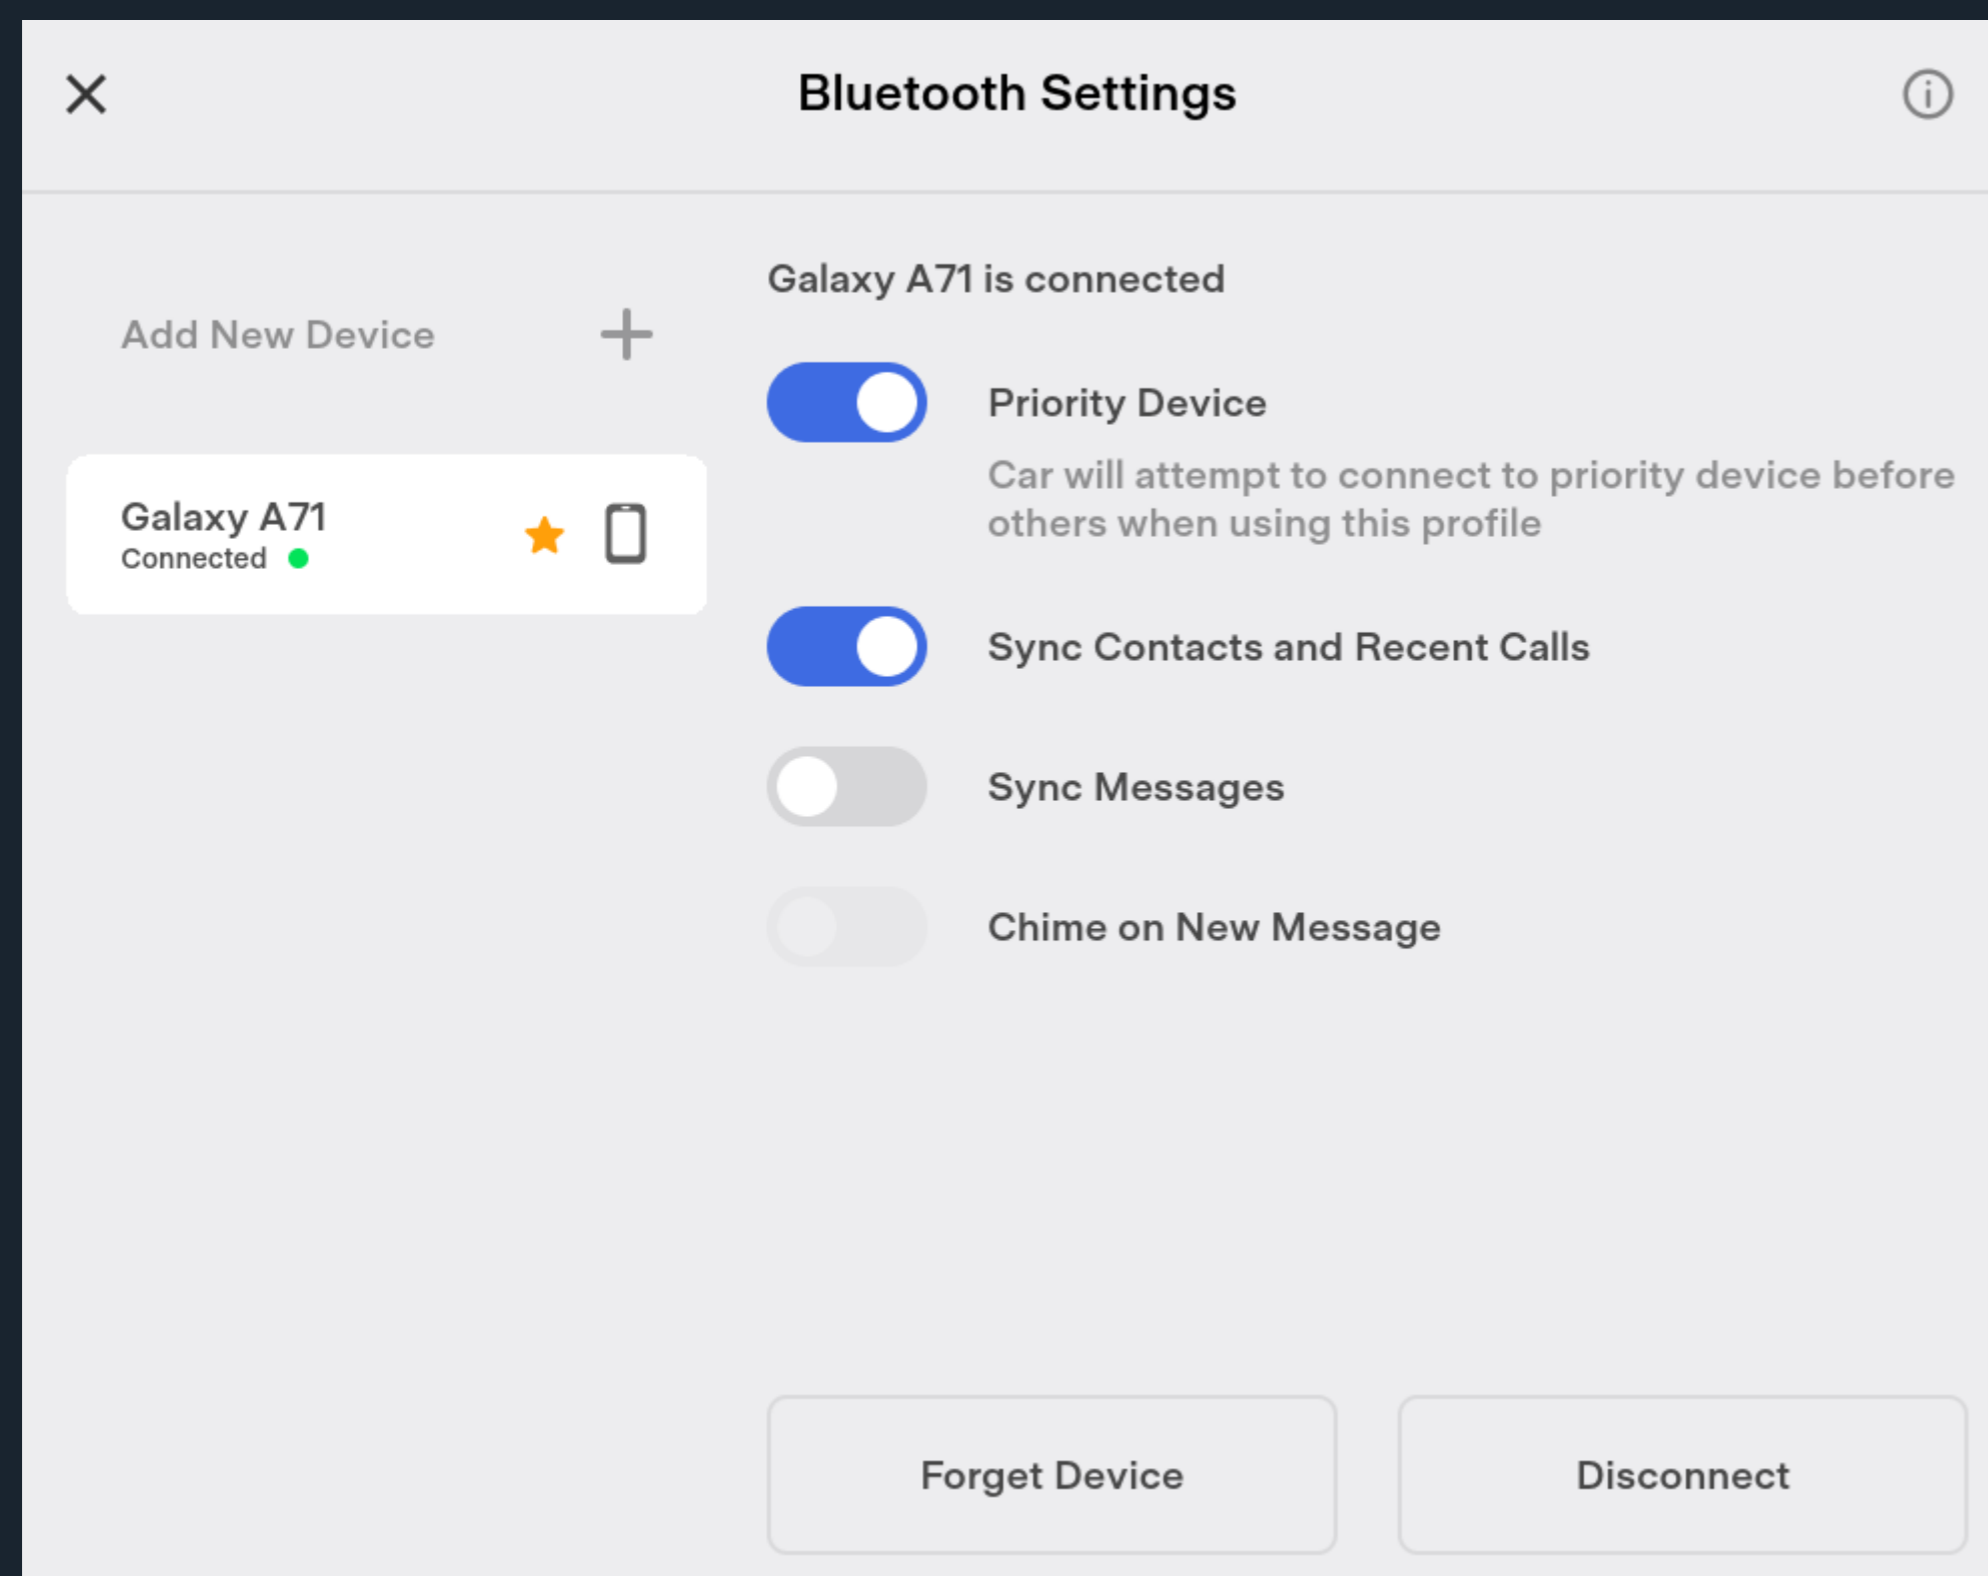 Bluetooth Settings
Add New Device
Galaxy A71
Connected
Galaxy A71 is connected
Priority Device
Car will attempt to connect to priority device before
others when using this profile
Sync Contacts and Recent Calls
Sync Messages
Chime on New Message
Forget Device
Disconnect